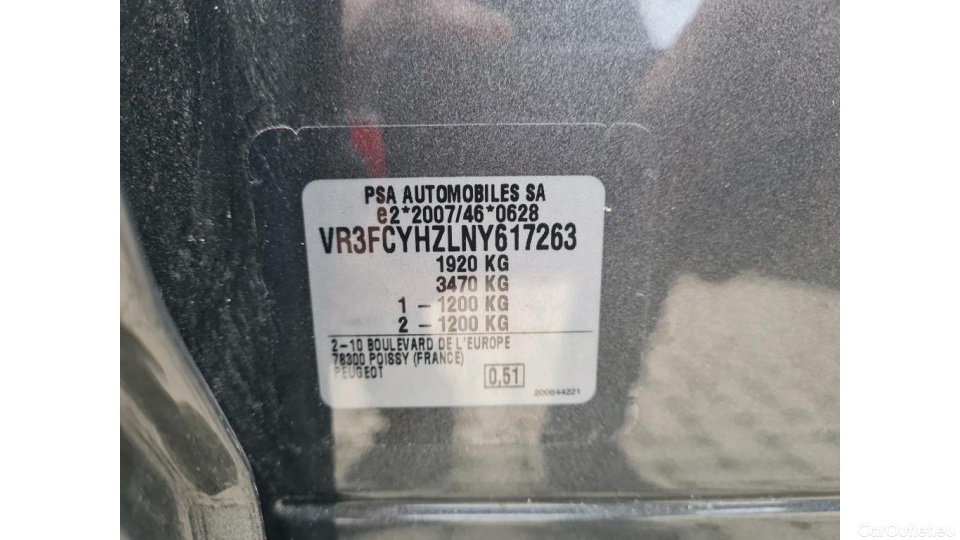 PSA AUTOMOBILES SA
e2*2007/46*0628
VR3FCYHZLNY617263
1920 KG
3470 KG
1 - 1200 KG
2 - 1200 KG
2-10 BOULEVARD DE L'EUROPE
78300 POISSY (FRANCE)
PEUGEOT
0,51
200644221
CarOutlet.eu